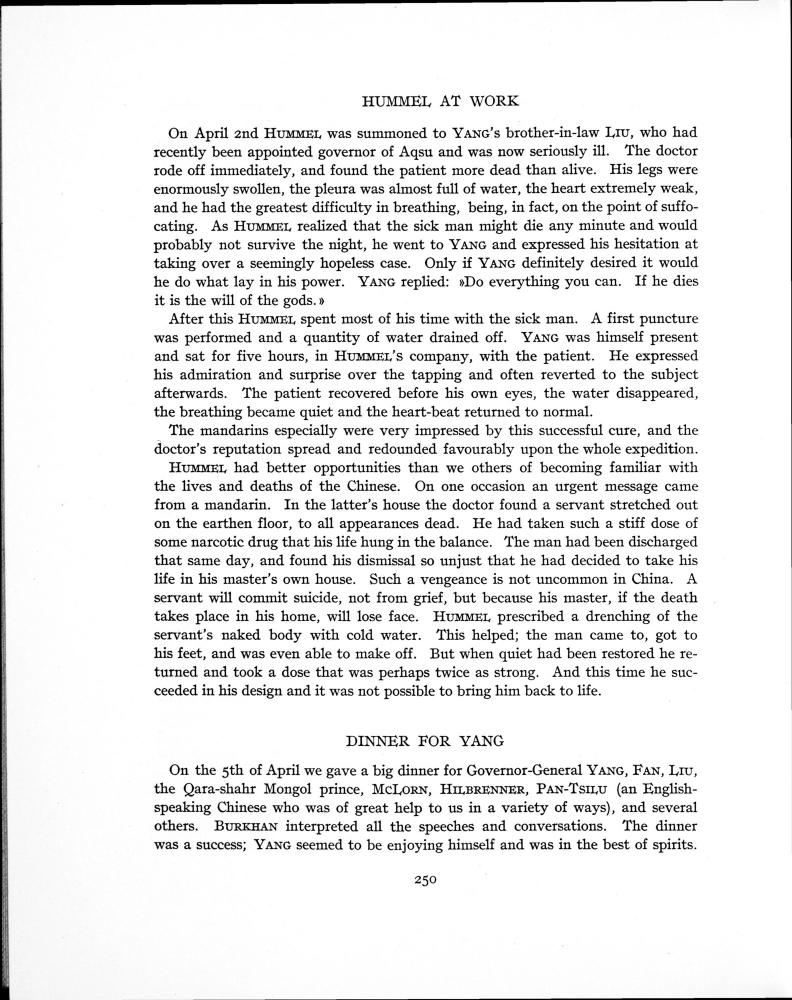 HUMMEL AT WORK
On April 2nd HUMMEL was summoned to YANG's brother-in-law LIU, who had
recently been appointed governor of Aqsu and was now seriously ill. The doctor
rode off immediately, and found the patient more dead than alive. His legs were
enormously swollen, the pleura was almost full of water, the heart extremely weak,
and he had the greatest difficulty in breathing, being, in fact, on the point of suffo-
cating. As HUMMEL realized that the sick man might die any minute and would
probably not survive the night, he went to YANG and expressed his hesitation at
taking over a seemingly hopeless case. Only if YANG definitely desired it would
he do what lay in his power. YANG replied: »Do everything you can. If he dies
it is the will of the gods.»
After this HUMMEL spent most of his time with the sick man. A first puncture
was performed and a quantity of water drained off. YANG was himself present
and sat for five hours, in HUMMEL's company, with the patient. He expressed
his admiration and surprise over the tapping and often reverted to the subject
afterwards. The patient recovered before his own eyes, the water disappeared,
the breathing became quiet and the heart-beat returned to normal.
The mandarins especially were very impressed by this successful cure, and the
doctor's reputation spread and redounded favourably upon the whole expedition.
HUMMEL had better opportunities than we others of becoming familiar with
the lives and deaths of the Chinese. On one occasion an urgent message came
from a mandarin. In the latter's house the doctor found a servant stretched out
on the earthen floor, to all appearances dead. He had taken such a stiff dose of
some narcotic drug that his life hung in the balance. The man had been discharged
that same day, and found his dismissal so unjust that he had decided to take his
life in his master's own house. Such a vengeance is not uncommon in China. A
servant will commit suicide, not from grief, but because his master, if the death
takes place in his home, will lose face. HUMMEL prescribed a drenching of the
servant's naked body with cold water. This helped; the man came to, got to
his feet, and was even able to make off. But when quiet had been restored he re-
turned and took a dose that was perhaps twice as strong. And this time he suc-
ceeded in his design and it was not possible to bring him back to life.
DINNER FOR YANG
On the 5th of April we gave a big dinner for Governor-General YANG, FAN, LIU,
the Qara-shahr Mongol prince, MCLORN, HILBRENNER, PAN-TSILU (an English-
speaking Chinese who was of great help to us in a variety of ways), and several
others. BURKHAN interpreted all the speeches and conversations. The dinner
was a success; YANG seemed to be enjoying himself and was in the best of spirits.
250